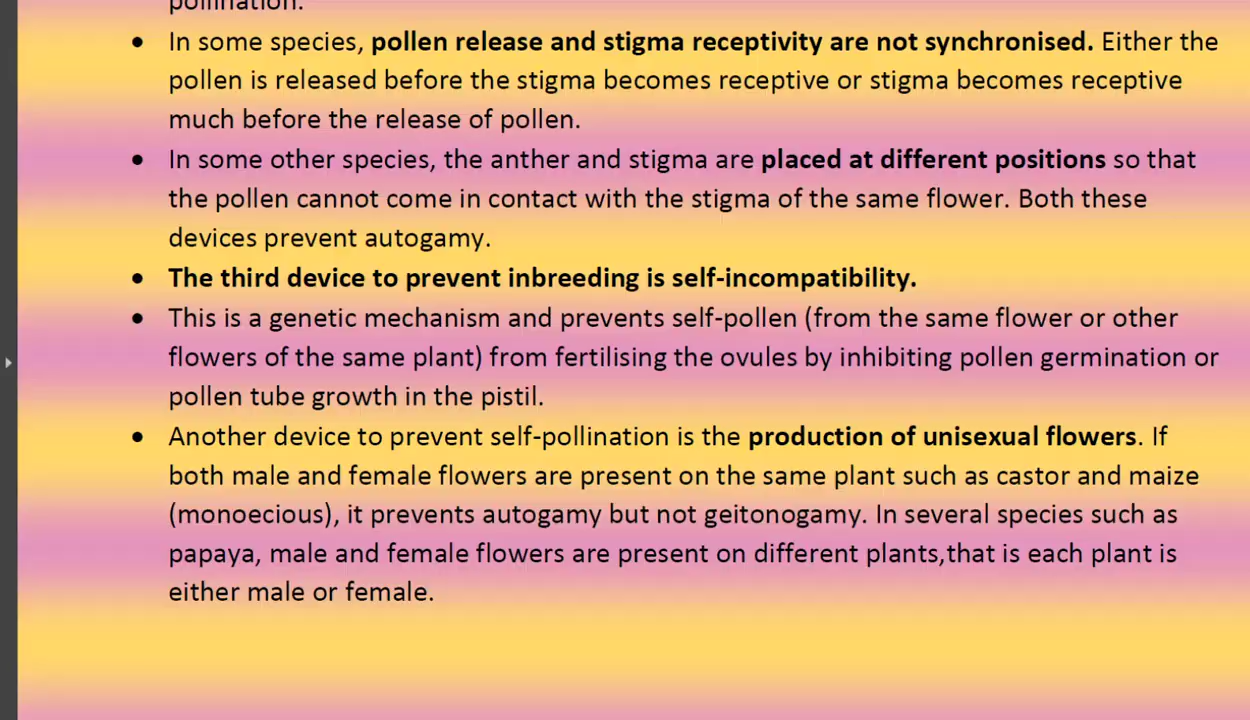 pollination.
• In some species, pollen release and stigma receptivity are not synchronised. Either the
pollen is released before the stigma becomes receptive or stigma becomes receptive
much before the release of pollen.
• In some other species, the anther and stigma are placed at different positions so that
the pollen cannot come in contact with the stigma of the same flower. Both these
devices prevent autogamy.
• The third device to prevent inbreeding is self-incompatibility.
• This is a genetic mechanism and prevents self-pollen (from the same flower or other
flowers of the same plant) from fertilising the ovules by inhibiting pollen germination or
pollen tube growth in the pistil.
• Another device to prevent self-pollination is the production of unisexual flowers. If
both male and female flowers are present on the same plant such as castor and maize
(monoecious), it prevents autogamy but not geitonogamy. In several species such as
papaya, male and female flowers are present on different plants,that is each plant is
either male or female.